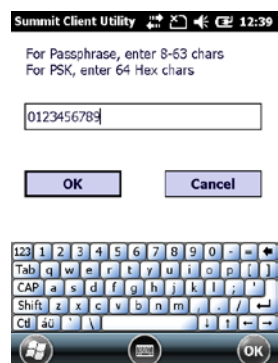 Summit Client Utility 12:39
For Passphrase, enter 8-63 chars
For PSK, enter 64 Hex chars
0123456789
OK Cancel
123 1 2 3 4 5 6 7 8 9 0 - =
Tab q w e r t y u i o p [ ]
CAP a s d f g h j k l ; '
Shift z x c v b n m , . /
Ctl áü ` \ ↓ ↑ ← →
OK